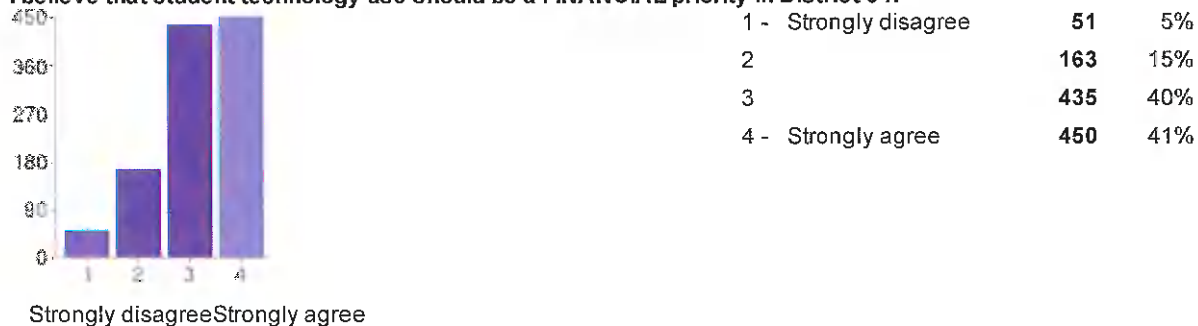 I believe that student technology use should be a FINANCIAL priority in District
450
360
270
180
90
0
1 2 3 4
Strongly disagree Strongly agree
1 - Strongly disagree 51 5%
2 163 15%
3 435 40%
4 - Strongly agree 450 41%